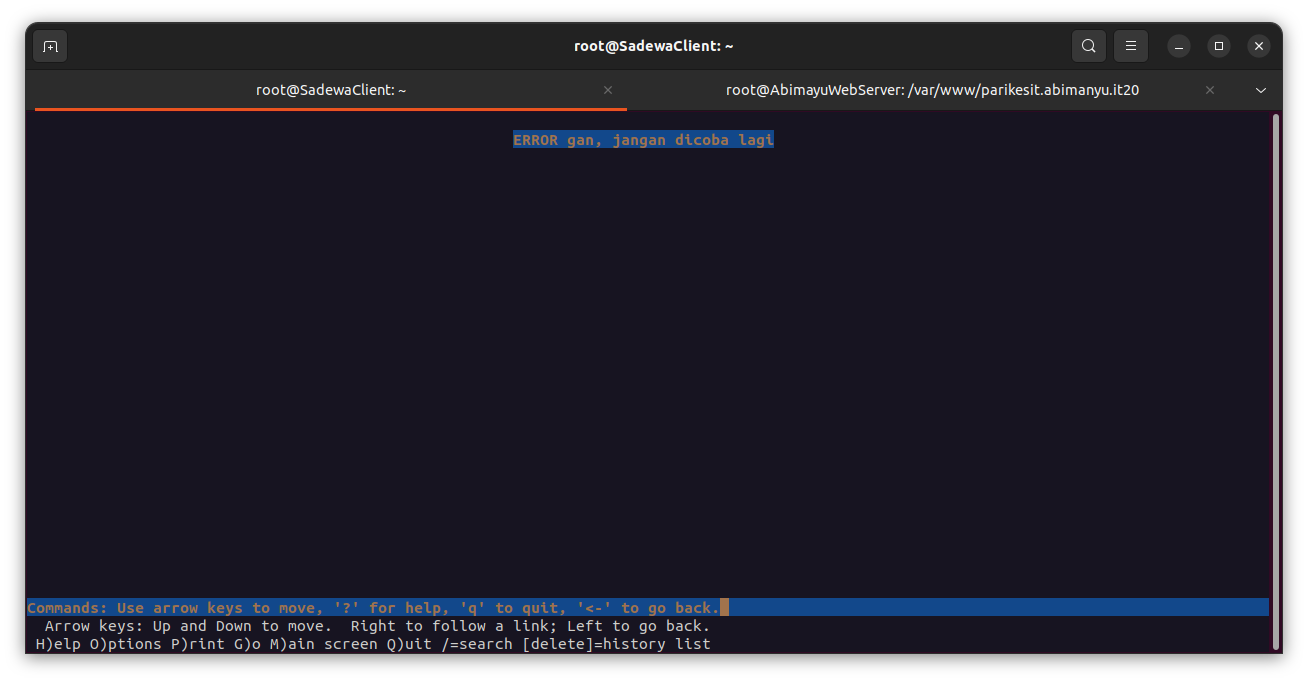 root@SadewaClient: ~
root@SadewaClient: ~
root@AbimayuWebServer: /var/www/parikesit.abimanyu.it20
ERROR gan, jangan dicoba lagi
Commands: Use arrow keys to move, '?' for help, 'q' to quit, '<-' to go back.
Arrow keys: Up and Down to move.  Right to follow a link; Left to go back.
H)elp O)ptions P)rint G)o M)ain screen Q)uit /=search [delete]=history list